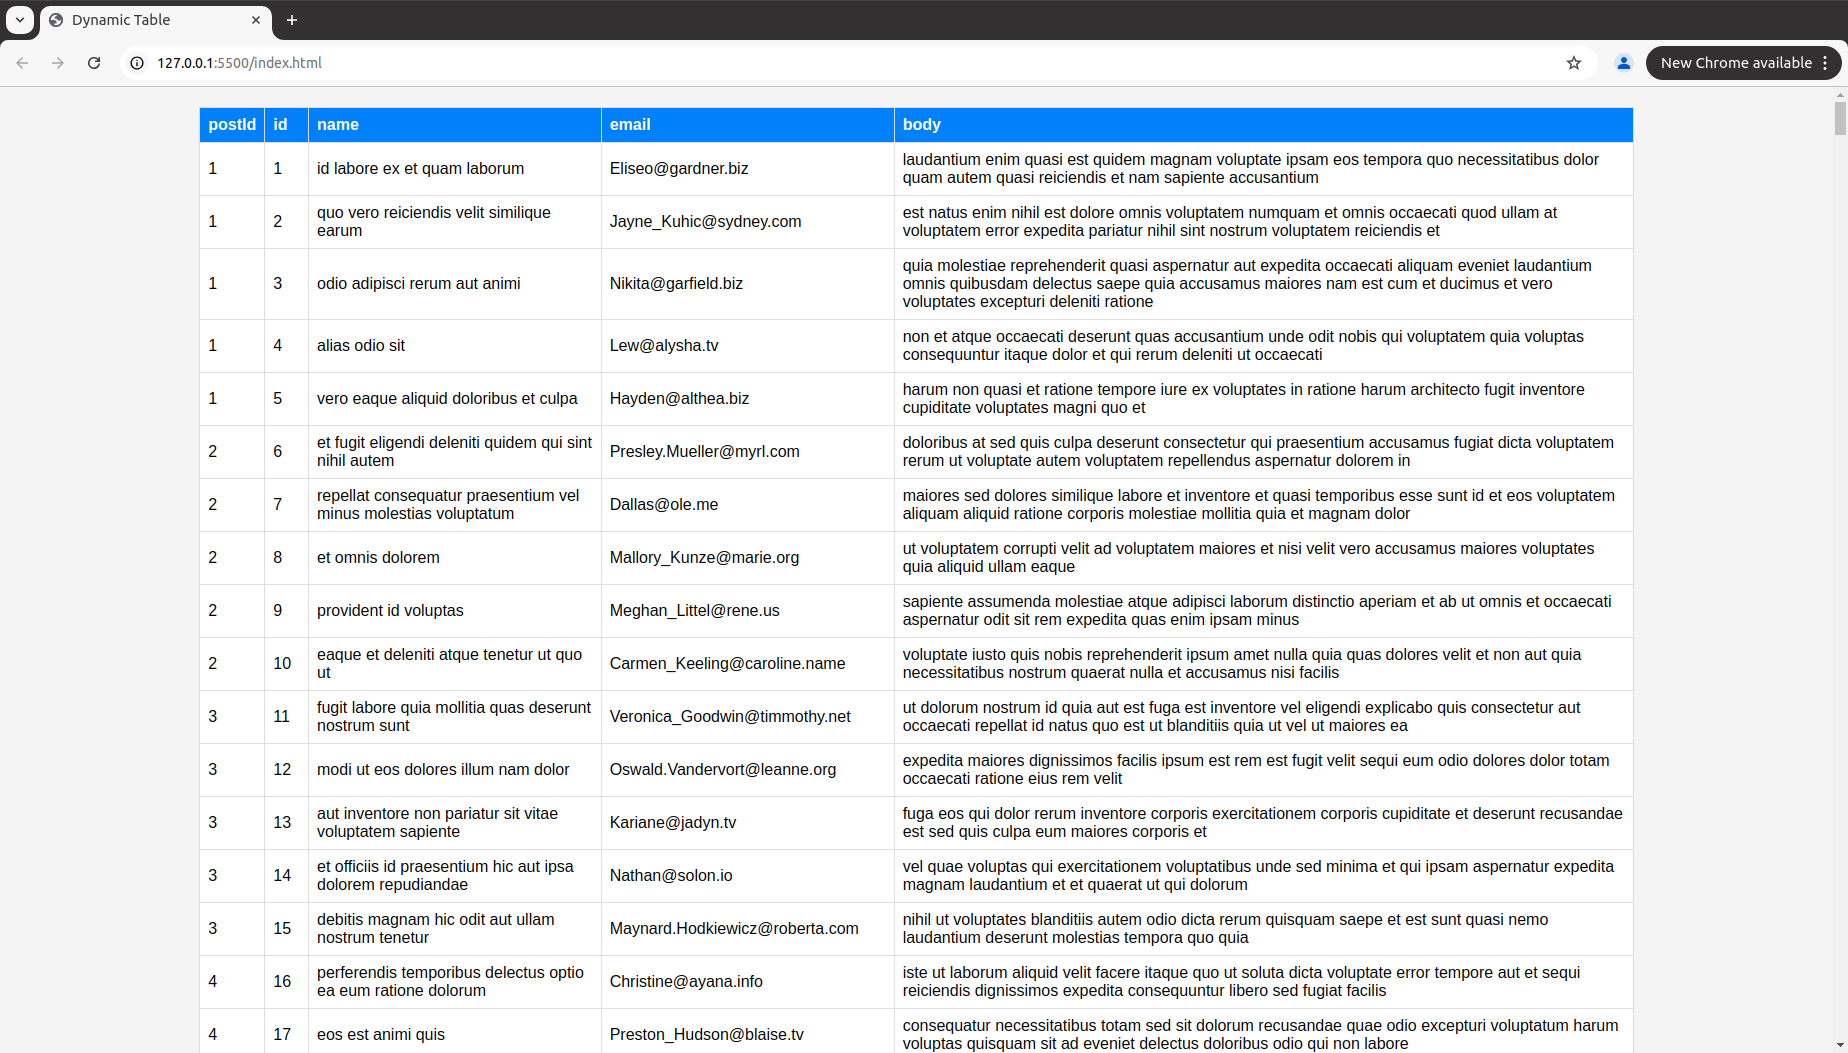 Dynamic Table
127.0.0.1:5500/index.html
New Chrome available
postId id name email body
1 1 id labore ex et quam laborum Eliseo@gardner.biz laudantium enim quasi est quidem magnam voluptate ipsam eos tempora quo necessitatibus dolor
quam autem quasi reiciendis et nam sapiente accusantium
1 2 quo vero reiciendis velit similique
earum Jayne_Kuhic@sydney.com est natus enim nihil est dolore omnis voluptatem numquam et omnis occaecati quod ullam at
voluptatem error expedita pariatur nihil sint nostrum voluptatem reiciendis et
1 3 odio adipisci rerum aut animi Nikita@garfield.biz quia molestiae reprehenderit quasi aspernatur aut expedita occaecati aliquam eveniet laudantium
omnis quibusdam delectus saepe quia accusamus maiores nam est cum et ducimus et vero
voluptates excepturi deleniti ratione
1 4 alias odio sit Lew@alysha.tv non et atque occaecati deserunt quas accusantium unde odit nobis qui voluptatem quia voluptas
consequuntur itaque dolor et qui rerum deleniti ut occaecati
1 5 vero eaque aliquid doloribus et culpa Hayden@althea.biz harum non quasi et ratione tempore iure ex voluptates in ratione harum architecto fugit inventore
cupiditate voluptates magni quo et
2 6 et fugit eligendi deleniti quidem qui sint
nihil autem Presley.Mueller@myrl.com doloribus at sed quis culpa deserunt consectetur qui praesentium accusamus fugiat dicta voluptatem
rerum ut voluptate autem voluptatem repellendus aspernatur dolorem in
2 7 repellat consequatur praesentium vel
minus molestias voluptatum Dallas@ole.me maiores sed dolores similique labore et inventore et quasi temporibus esse sunt id et eos voluptatem
aliquam aliquid ratione corporis molestiae mollitia quia et magnam dolor
2 8 et omnis dolorem Mallory_Kunze@marie.org ut voluptatem corrupti velit ad voluptatem maiores et nisi velit vero accusamus maiores voluptates
quia aliquid ullam eaque
2 9 provident id voluptas Meghan_Littel@rene.us sapiente assumenda molestiae atque adipisci laborum distinctio aperiam et ab ut omnis et occaecati
aspernatur odit sit rem expedita quas enim ipsam minus
2 10 eaque et deleniti atque tenetur ut quo
ut Carmen_Keeling@caroline.name voluptate iusto quis nobis reprehenderit ipsum amet nulla quia quas dolores velit et non aut quia
necessitatibus nostrum quaerat nulla et accusamus nisi facilis
3 11 fugit labore quia mollitia quas deserunt
nostrum sunt Veronica_Goodwin@timmothy.net ut dolorum nostrum id quia aut est fuga est inventore vel eligendi explicabo quis consectetur aut
occaecati repellat id natus quo est ut blanditiis quia ut vel ut maiores ea
3 12 modi ut eos dolores illum nam dolor Oswald.Vandervort@leanne.org expedita maiores dignissimos facilis ipsum est rem est fugit velit sequi eum odio dolores dolor totam
occaecati ratione eius rem velit
3 13 aut inventore non pariatur sit vitae
voluptatem sapiente Kariane@jadyn.tv fuga eos qui dolor rerum inventore corporis exercitationem corporis cupiditate et deserunt recusandae
est sed quis culpa eum maiores corporis et
3 14 et officiis id praesentium hic aut ipsa
dolorem repudiandae Nathan@solon.io vel quae voluptas qui exercitationem voluptatibus unde sed minima et qui ipsam aspernatur expedita
magnam laudantium et et quaerat ut qui dolorum
3 15 debitis magnam hic odit aut ullam
nostrum tenetur Maynard.Hodkiewicz@roberta.com nihil ut voluptates blanditiis autem odio dicta rerum quisquam saepe et est sunt quasi nemo
laudantium deserunt molestias tempora quo quia
4 16 perferendis temporibus delectus optio
ea eum ratione dolorum Christine@ayana.info iste ut laborum aliquid velit facere itaque quo ut soluta dicta voluptate error tempore aut et sequi
reiciendis dignissimos expedita consequuntur libero sed fugiat facilis
4 17 eos est animi quis Preston_Hudson@blaise.tv consequatur necessitatibus totam sed sit dolorum recusandae quae odio excepturi voluptatum harum
voluptas quisquam sit ad eveniet delectus doloribus odio qui non labore